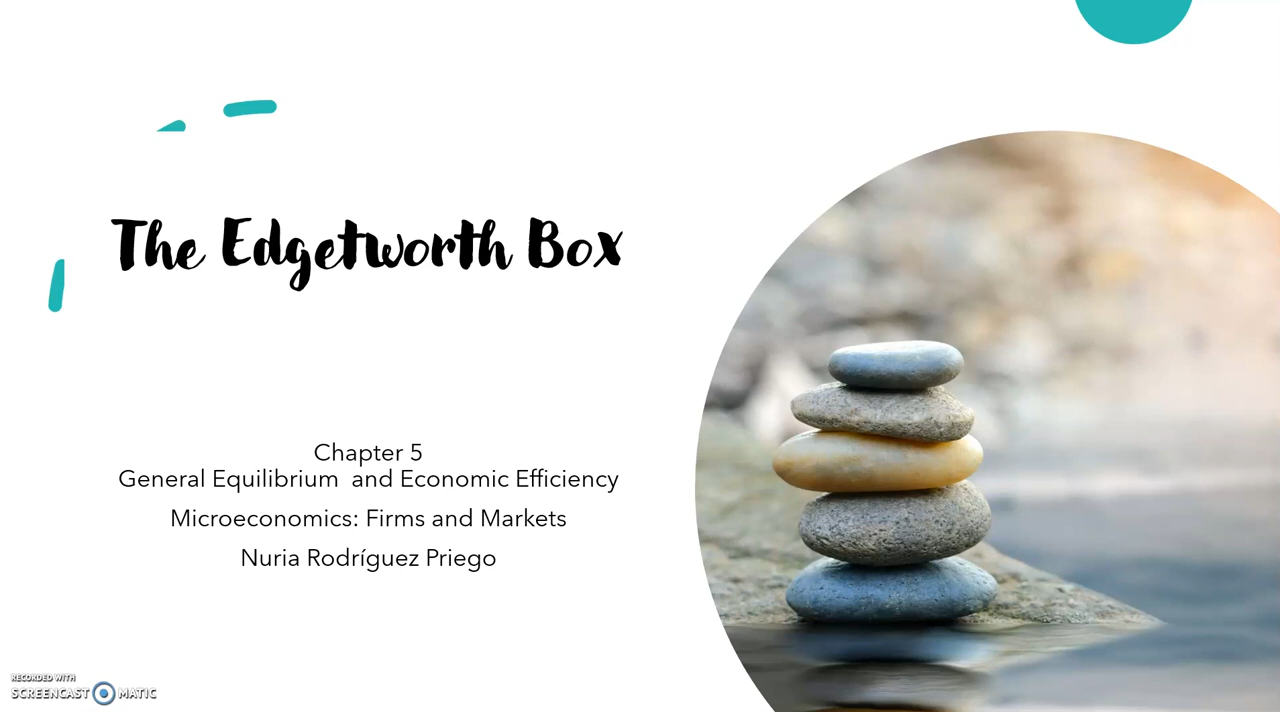 The Edgetworth Box
Chapter 5
General Equilibrium and Economic Efficiency
Microeconomics: Firms and Markets
Nuria Rodríguez Priego
RECORDED WITH
SCREENCAST MATIC